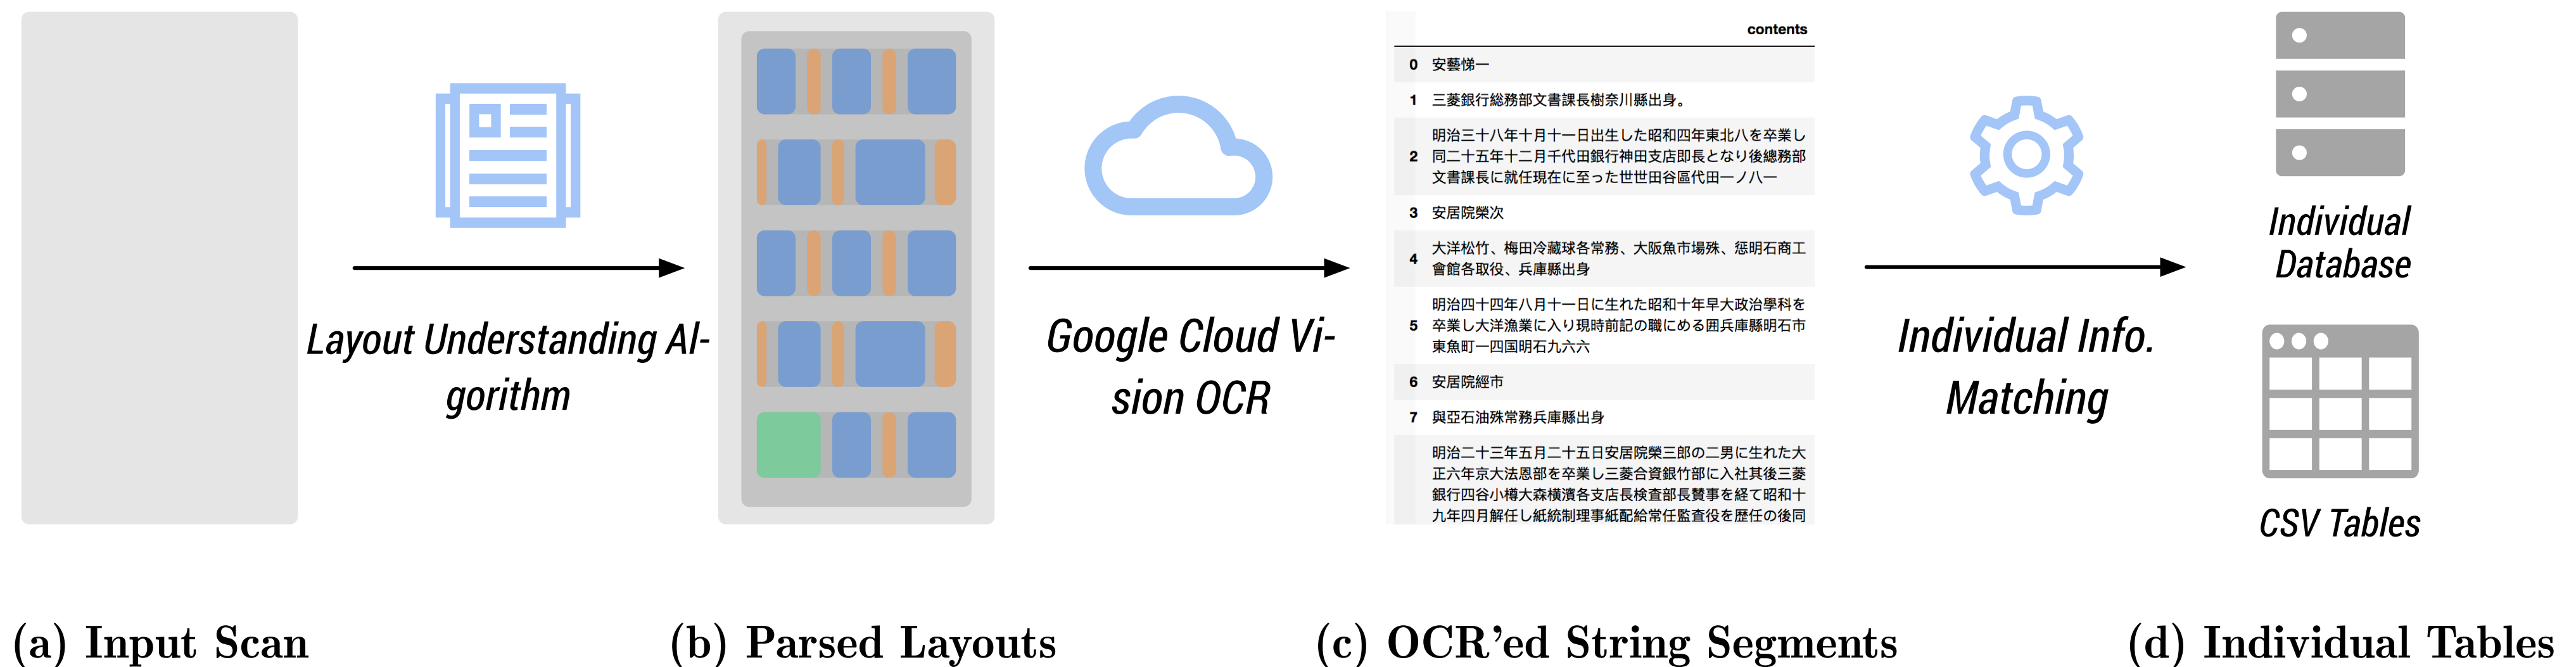 Layout Understanding Al-
gorithm
Google Cloud Vi-
sion OCR
contents
0 安藝悌一
1 三菱銀行総務部文書課長樹奈川縣出身。
明治三十八年十月十一日出生した昭和四年東北八を卒業し
2 同二十五年十二月千代田銀行神田支店即長となり後總務部
文書課長に就任現在に至った世世田谷區代田一ノ八一
3 安居院榮次
4 大洋松竹、梅田冷藏球各常務、大阪魚市場殊、惩明石商工
會館各取役、兵庫縣出身
明治四十四年八月十一日に生れた昭和十年早大政治學科を
5 卒業し大洋漁業に入り現時前記の職にめる囲兵庫縣明石市
東魚町一四国明石九六六
6 安居院經市
7 與亞石油殊常務兵庫縣出身
明治二十三年五月二十五日安居院榮三郎の二男に生れた大
正六年京大法恩部を卒業し三菱合資銀竹部に入社其後三菱
銀行四谷小樽大森横濱各支店長検査部長賛事を経て昭和十
九年四月解任し紙統制理事紙配給常任監査役を歴任の後同
Individual Info.
Matching
Individual
Database
CSV Tables
(a) Input Scan
(b) Parsed Layouts
(c) OCR’ed String Segments
(d) Individual Tables